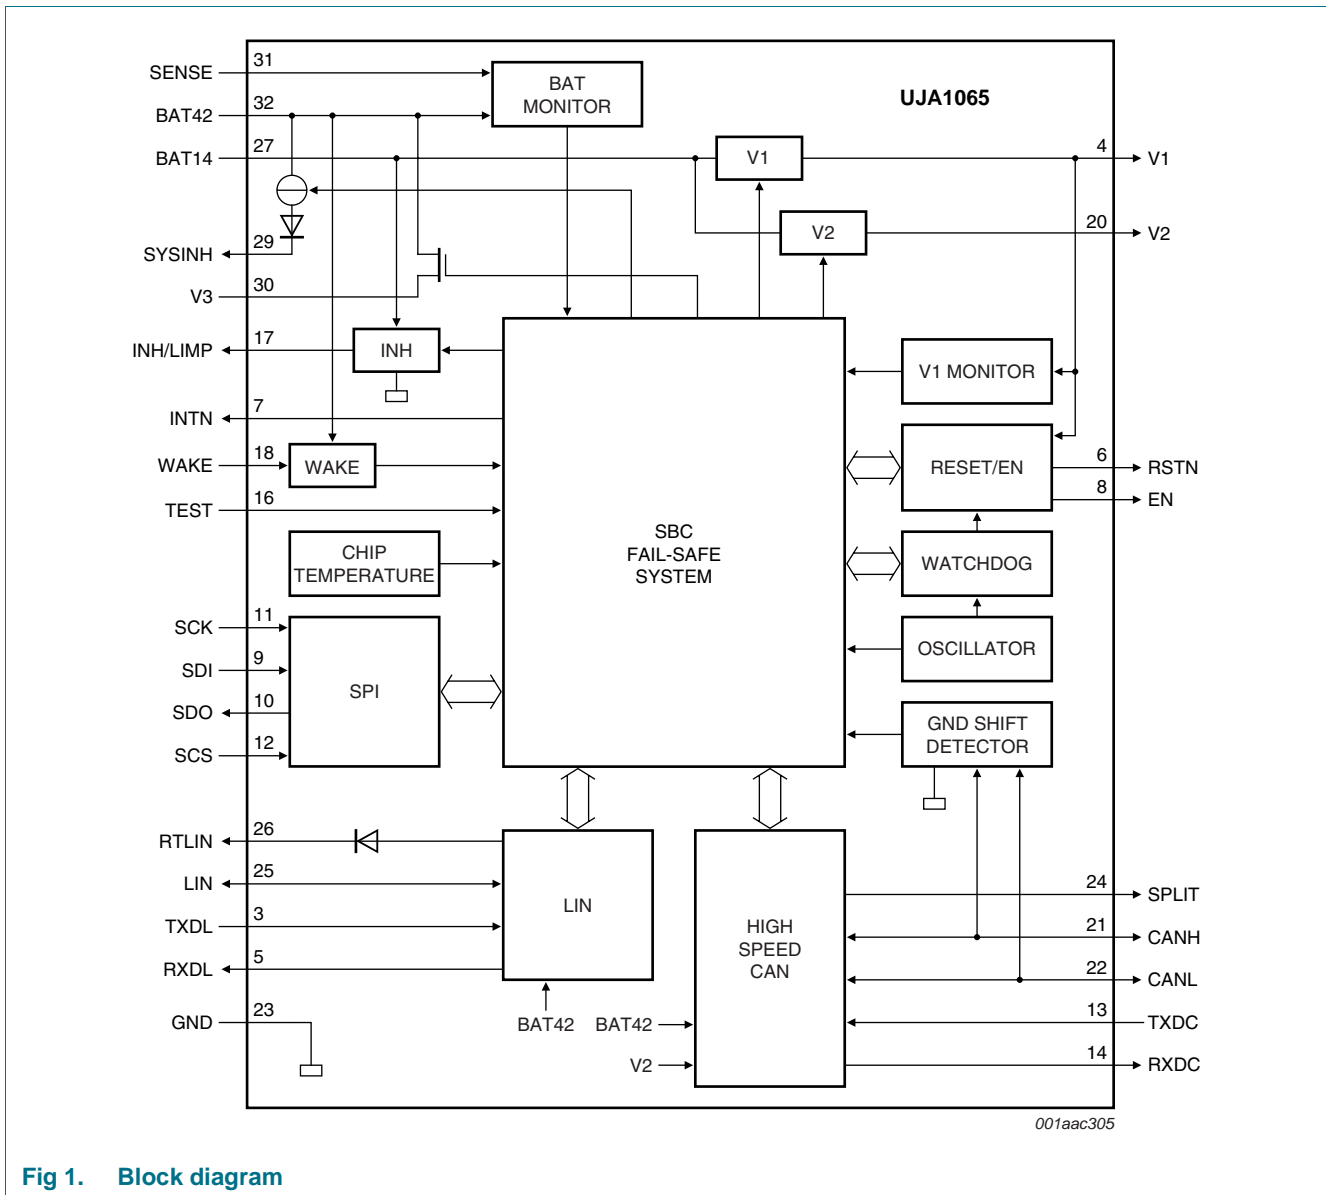 UJA1065
SENSE
31
BAT42
32
BAT14
27
SYSINH
29
V3
30
INH/LIMP
17
INTN
7
WAKE
18
TEST
16
SCK
11
SDI
9
SDO
10
SCS
12
RTLIN
26
LIN
25
TXDL
3
RXDL
5
GND
23
BAT
MONITOR
V1
V2
INH
WAKE
CHIP
TEMPERATURE
SPI
SBC
FAIL-SAFE
SYSTEM
V1 MONITOR
RESET/EN
WATCHDOG
OSCILLATOR
GND SHIFT
DETECTOR
LIN
BAT42
HIGH
SPEED
CAN
BAT42
V2
4
V1
20
V2
6
RSTN
8
EN
24
SPLIT
21
CANH
22
CANL
13
TXDC
14
RXDC
001aac305
Fig 1. Block diagram